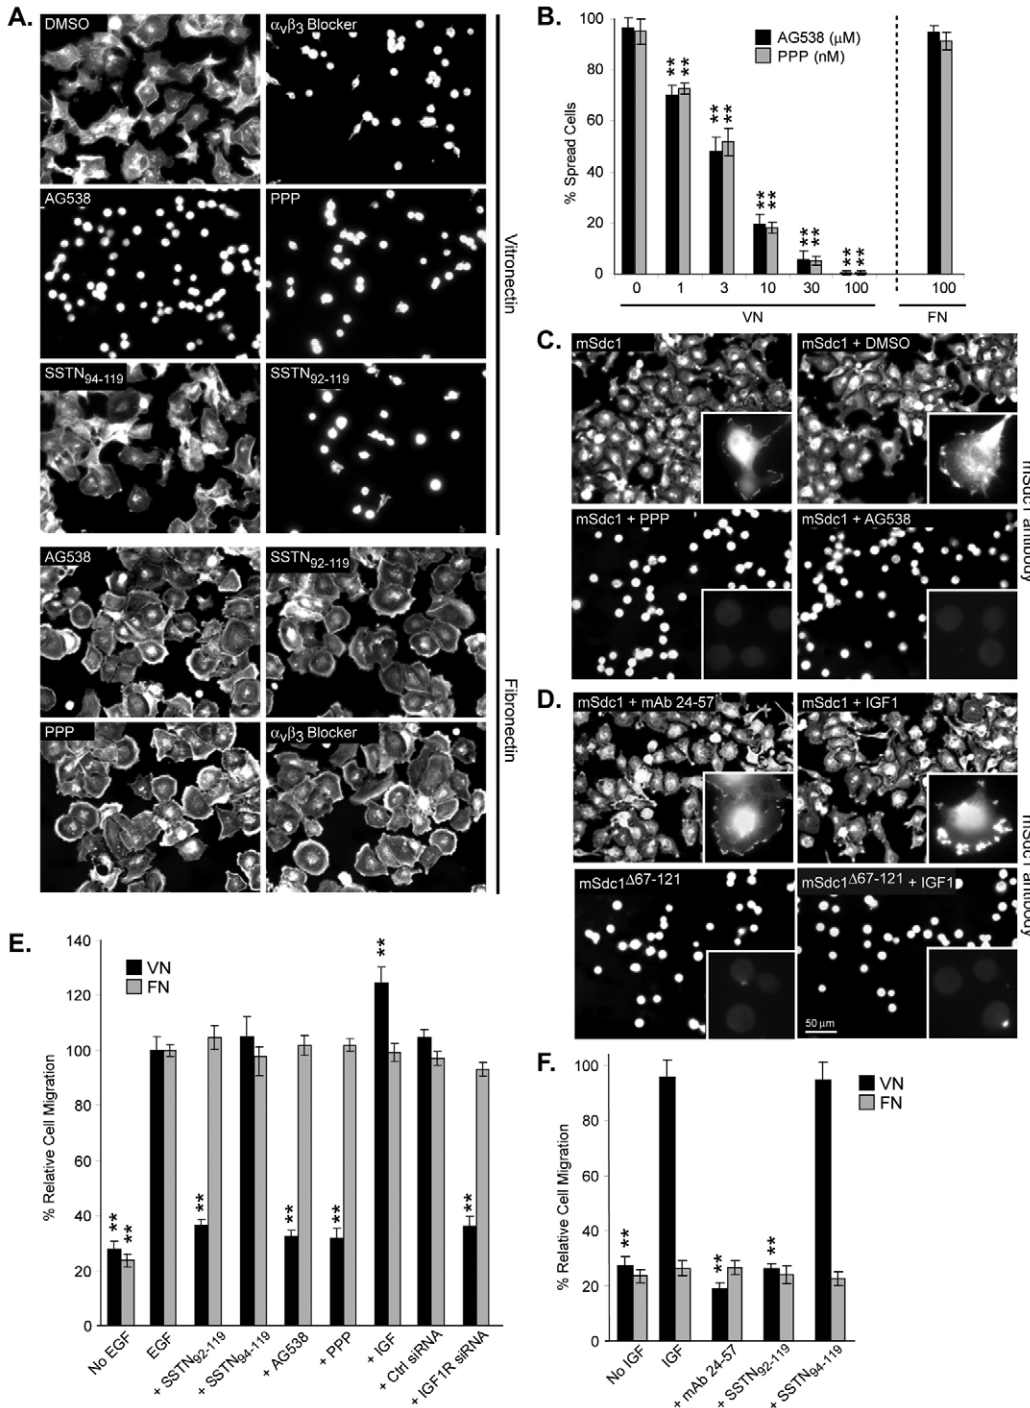 A.
DMSO
αvβ3 Blocker
AG538
PPP
SSTN94-119
SSTN92-119
Vitronectin
AG538
SSTN92-119
PPP
αvβ3 Blocker
Fibronectin
B.
% Spread Cells
100
80
60
40
20
0
AG538 (µM)
PPP (nM)
** **
** **
** **
** **
** **
0 1 3 10 30 100 100
VN FN
C.
mSdc1
mSdc1 + DMSO
mSdc1 + PPP
mSdc1 + AG538
mSdc1 antibody
D.
mSdc1 + mAb 24-57
mSdc1 + IGF1
mSdc1Δ67-121
mSdc1Δ67-121 + IGF1
50 µm
mSdc1 antibody
E.
% Relative Cell Migration
140
120
100
80
60
40
20
0
VN
FN
** ** ** ** ** ** **
No EGF
EGF
+ SSTN92-119
+ SSTN94-119
+ AG538
+ PPP
+ IGF
+ Ctrl siRNA
+ IGF1R siRNA
F.
% Relative Cell Migration
100
80
60
40
20
0
VN
FN
** ** **
No IGF
IGF
+ mAb 24-57
+ SSTN92-119
+ SSTN94-119